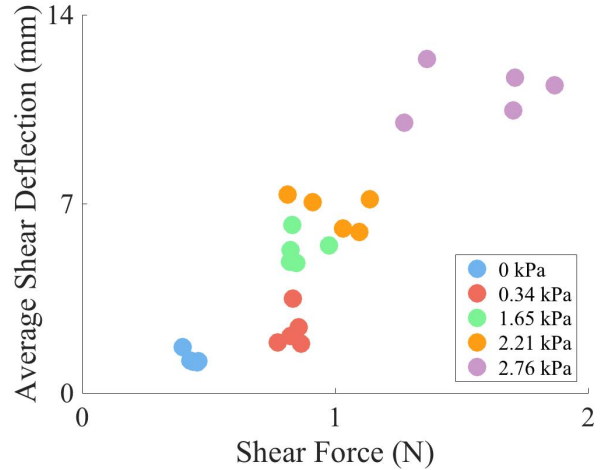 14
7
0
0
1
2
Average Shear Deflection (mm)
Shear Force (N)
0 kPa
0.34 kPa
1.65 kPa
2.21 kPa
2.76 kPa